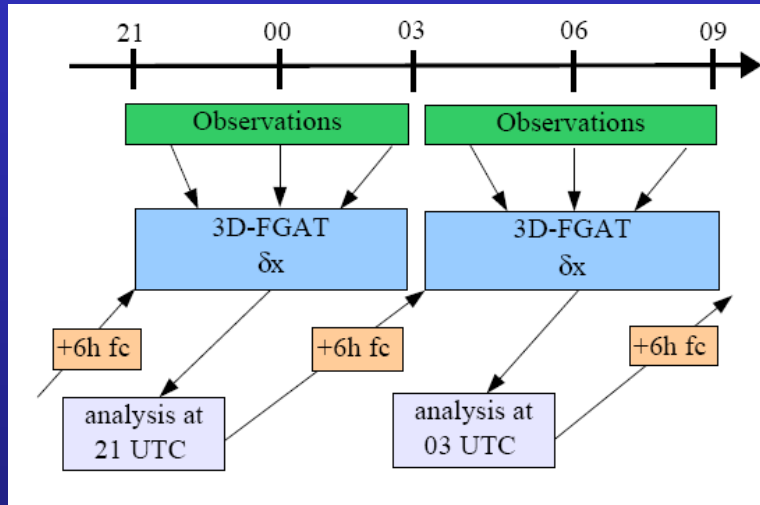 21 00 03 06 09
Observations Observations
3D-FGAT 3D-FGAT
δx δx
+6h fc +6h fc +6h fc
analysis at analysis at
21 UTC 03 UTC